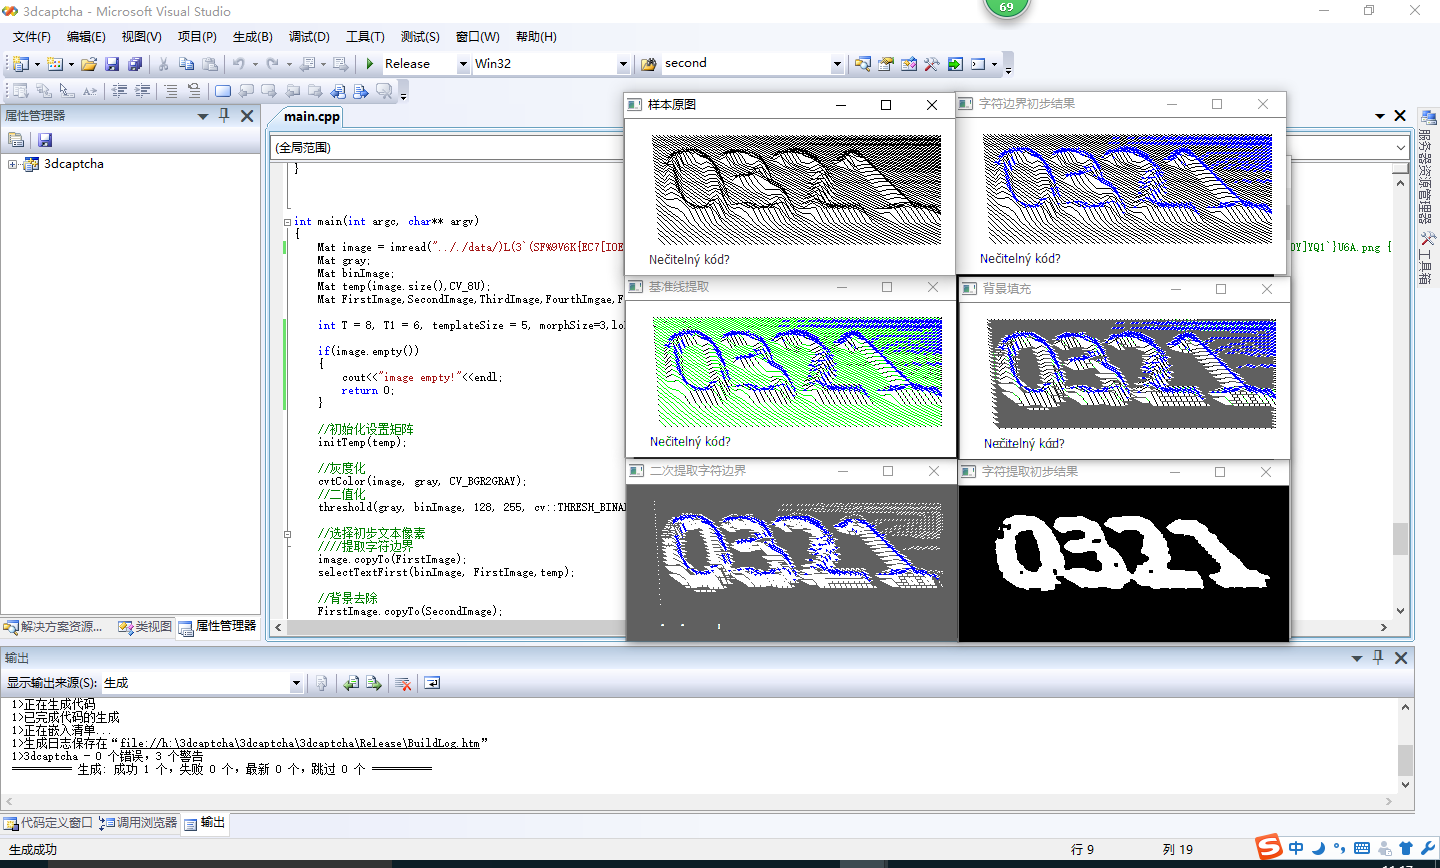 3dcaptcha - Microsoft Visual Studio
69
文件(F) 编辑(E) 视图(V) 项目(P) 生成(B) 调试(D) 工具(T) 测试(S) 窗口(W) 帮助(H)
Release Win32 second
属性管理器
3dcaptcha
main.cpp
(全局范围)
}
int main(int argc, char** argv)
{
Mat image = imread("../data/)L(3`(SF%9V6K{EC7[IOE
0Y]YQ1`}U6A.png {
Mat gray;
Mat binImage;
Mat temp(image.size(),CV_8U);
Mat FirstImage,SecondImage,ThirdImage,FourthImgae,F
int T = 8, T1 = 6, templateSize = 5, morphSize=3,
if(image.empty())
{
cout<<"image empty!"<<endl;
return 0;
}
//初始化设置矩阵
initTemp(temp);
//灰度化
cvtColor(image, gray, CV_BGR2GRAY);
//二值化
threshold(gray, binImage, 128, 255, cv::THRESH_BINA
//选择初步文本像素
////提取字符边界
image.copyTo(FirstImage);
selectTextFirst(binImage, FirstImage,temp);
//背景去除
FirstImage.copyTo(SecondImage);
样本原图
0321
Nečitelný kód?
字符边界初步结果
0321
Nečitelný kód?
基准线提取
0321
Nečitelný kód?
背景填充
0321
Nečitelný kód?
二次提取字符边界
0321
字符提取初步结果
0321
服务器资源管理器
工具箱
解决方案资源... 类视图 属性管理器
输出
显示输出来源(S): 生成
1>正在生成代码
1>已完成代码的生成
1>正在嵌入清单...
1>生成日志保存在“file://h:\3dcaptcha\3dcaptcha\3dcaptcha\Release\BuildLog.htm”
1>3dcaptcha - 0 个错误，3 个警告
========== 生成: 成功 1 个，失败 0 个，最新 0 个，跳过 0 个 ==========
代码定义窗口 调用浏览器 输出
生成成功
行 9 列 19
S 中